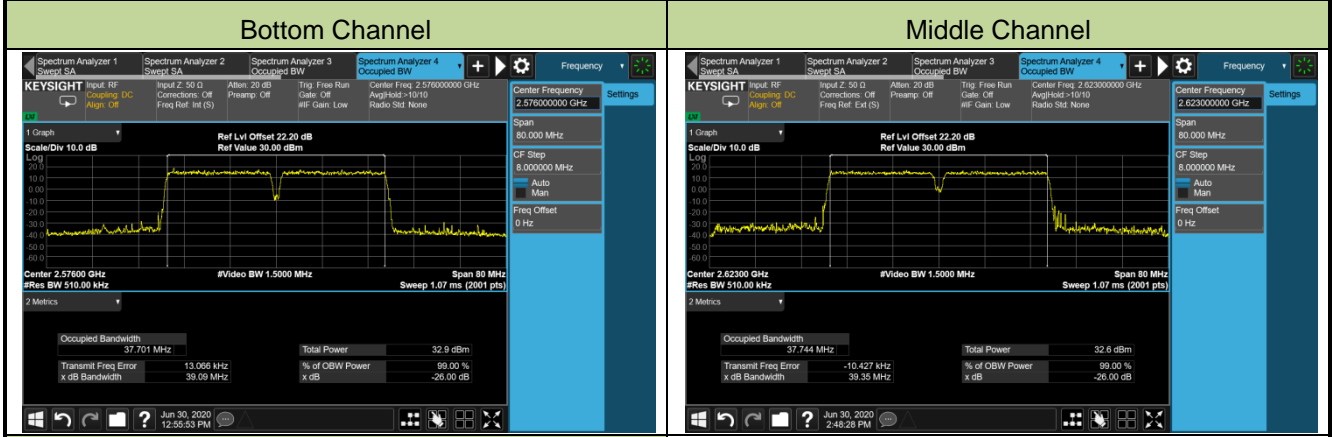 Bottom Channel
Spectrum Analyzer 1 Swept SA
Spectrum Analyzer 2 Swept SA
Spectrum Analyzer 3 Occupied BW
Spectrum Analyzer 4 Occupied BW
Frequency
KEYSIGHT
Input: RF
Coupling: DC
Align: Off
Input Z: 50 Ω
Corrections: Off
Freq Ref: Int (S)
Atten: 20 dB
Preamp: Off
Trig: Free Run
Gate: Off
#IF Gain: Low
Center Freq: 2.576000000 GHz
Avg|Hold:>10/10
Radio Std: None
Center Frequency
2.576000000 GHz
Settings
Span
80.000 MHz
CF Step
8.000000 MHz
Auto
Man
Freq Offset
0 Hz
1 Graph
Scale/Div 10.0 dB
Ref Lvl Offset 22.20 dB
Ref Value 30.00 dBm
Log
20.0
10.0
0.00
-10.0
-20.0
-30.0
-40.0
-50.0
-60.0
Center 2.57600 GHz
#Video BW 1.5000 MHz
Span 80 MHz
#Res BW 510.00 kHz
Sweep 1.07 ms (2001 pts)
2 Metrics
Occupied Bandwidth
37.701 MHz
Total Power 32.9 dBm
Transmit Freq Error 13.066 kHz
% of OBW Power 99.00 %
x dB Bandwidth 39.09 MHz
x dB -26.00 dB
Jun 30, 2020
12:55:53 PM
Middle Channel
Spectrum Analyzer 1 Swept SA
Spectrum Analyzer 2 Swept SA
Spectrum Analyzer 3 Occupied BW
Spectrum Analyzer 4 Occupied BW
Frequency
KEYSIGHT
Input: RF
Coupling: DC
Align: Off
Input Z: 50 Ω
Corrections: Off
Freq Ref: Ext (S)
Atten: 20 dB
Preamp: Off
Trig: Free Run
Gate: Off
#IF Gain: Low
Center Freq: 2.623000000 GHz
Avg|Hold:>10/10
Radio Std: None
Center Frequency
2.623000000 GHz
Settings
Span
80.000 MHz
CF Step
8.000000 MHz
Auto
Man
Freq Offset
0 Hz
1 Graph
Scale/Div 10.0 dB
Ref Lvl Offset 22.20 dB
Ref Value 30.00 dBm
Log
20.0
10.0
0.00
-10.0
-20.0
-30.0
-40.0
-50.0
-60.0
Center 2.62300 GHz
#Video BW 1.5000 MHz
Span 80 MHz
#Res BW 510.00 kHz
Sweep 1.07 ms (2001 pts)
2 Metrics
Occupied Bandwidth
37.744 MHz
Total Power 32.6 dBm
Transmit Freq Error -10.427 kHz
% of OBW Power 99.00 %
x dB Bandwidth 39.35 MHz
x dB -26.00 dB
Jun 30, 2020
2:48:28 PM